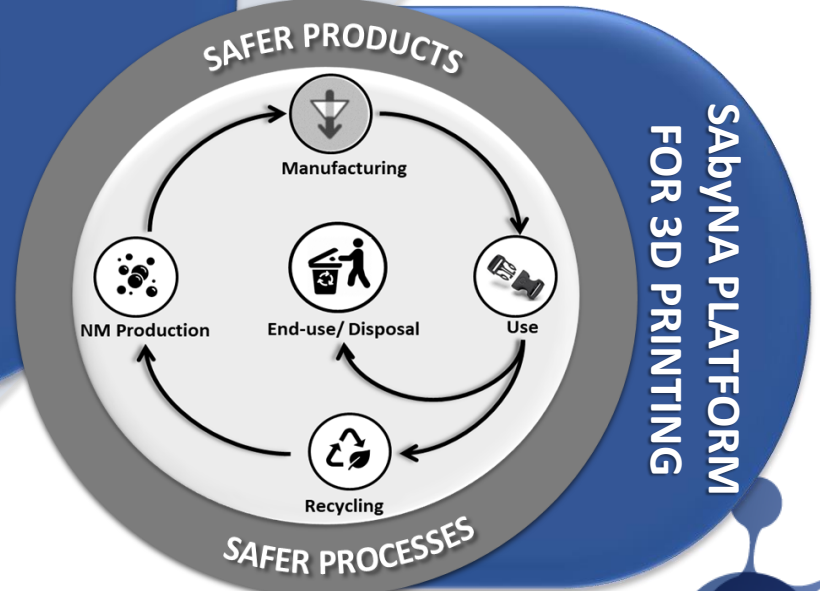 SAFER PRODUCTS
Manufacturing
NM Production
End-use/ Disposal
Use
Recycling
SAFER PROCESSES
SAbyNA PLATFORM
FOR 3D PRINTING